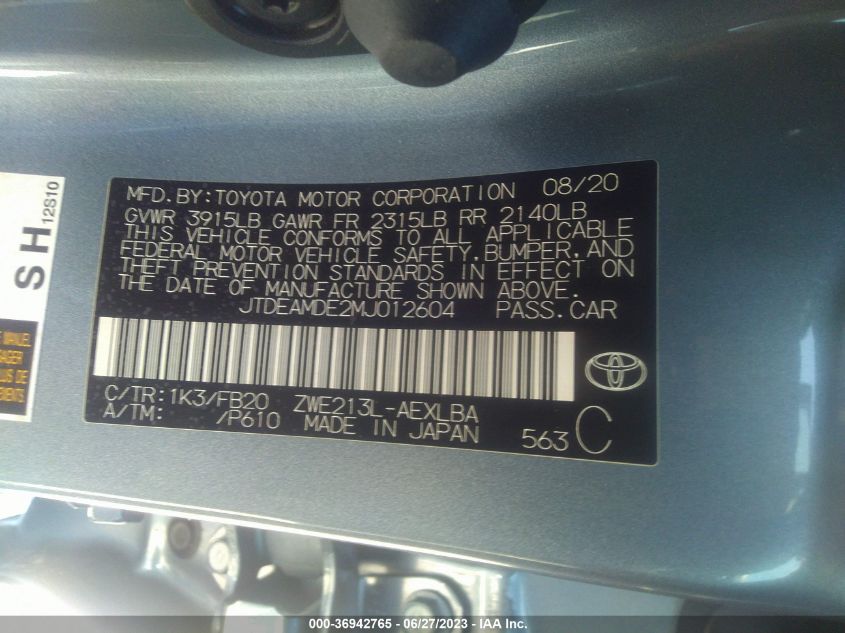 MFD.BY:TOYOTA MOTOR CORPORATION 08/20
GVWR 3915LB GAWR FR 2315LB RR 2140LB
THIS VEHICLE CONFORMS TO ALL APPLICABLE
FEDERAL MOTOR VEHICLE SAFETY,BUMPER,AND
THEFT PREVENTION STANDARDS IN EFFECT ON
THE DATE OF MANUFACTURE SHOWN ABOVE.
JTDEAMDE2MJ012604 PASS.CAR
C/TR:1K3/FB20 ZWE213L-AEXLBA
A/TM: /P610 MADE IN JAPAN 563 C
SH 12S10
MANUEL
PLUS DE
000-36942765 - 06/27/2023 - IAA Inc.